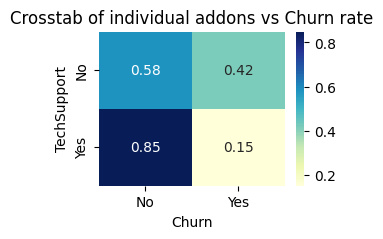 Crosstab of individual addons vs Churn rate
TechSupport
No
0.58
0.42
Yes
0.85
0.15
No
Yes
Churn
0.8
0.6
0.4
0.2